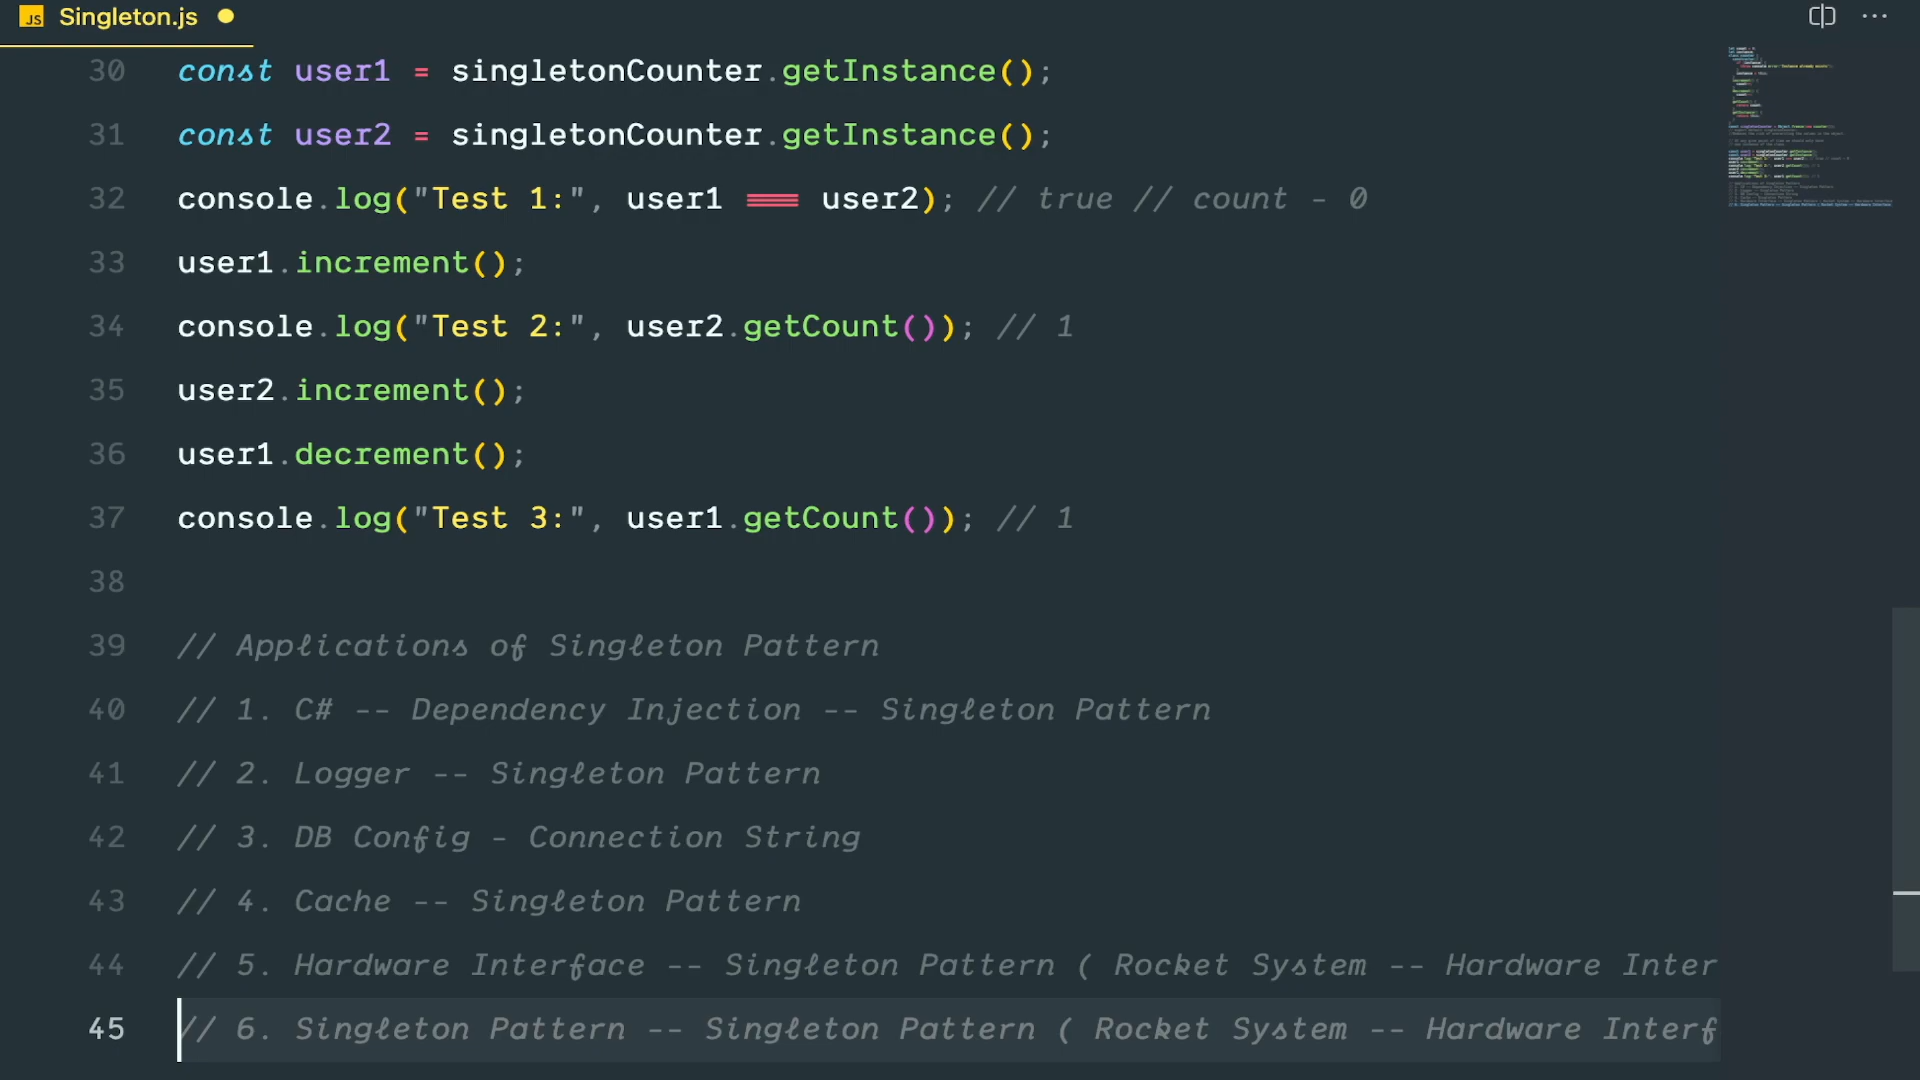 JS Singleton.js
30 const user1 = singletonCounter.getInstance();
31 const user2 = singletonCounter.getInstance();
32 console.log("Test 1:", user1 === user2); // true // count - 0
33 user1.increment();
34 console.log("Test 2:", user2.getCount()); // 1
35 user2.increment();
36 user1.decrement();
37 console.log("Test 3:", user1.getCount()); // 1
38
39 // Applications of Singleton Pattern
40 // 1. C# -- Dependency Injection -- Singleton Pattern
41 // 2. Logger -- Singleton Pattern
42 // 3. DB Config - Connection String
43 // 4. Cache -- Singleton Pattern
44 // 5. Hardware Interface -- Singleton Pattern ( Rocket System -- Hardware Inter
45 // 6. Singleton Pattern -- Singleton Pattern ( Rocket System -- Hardware Interf